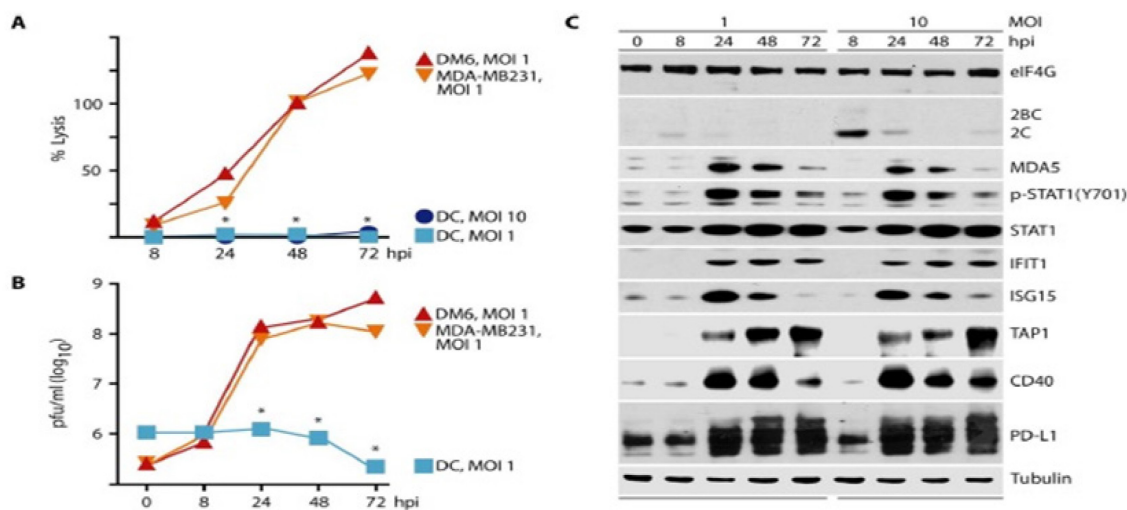 A
% Lysis
100
50
8 24 48 72 hpi
* * *
DM6, MOI 1
MDA-MB231,
MOI 1
DC, MOI 10
DC, MOI 1
B
pfu/ml (log10)
9
8
7
6
0 8 24 48 72 hpi
* * *
DM6, MOI 1
MDA-MB231,
MOI 1
DC, MOI 1
C
1 10 MOI
0 8 24 48 72 8 24 48 72 hpi
eIF4G
2BC
2C
MDA5
p-STAT1(Y701)
STAT1
IFIT1
ISG15
TAP1
CD40
PD-L1
Tubulin